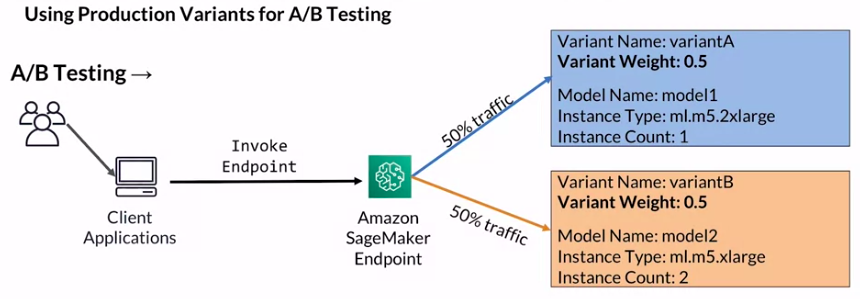 Using Production Variants for A/B Testing
A/B Testing →
Client
Applications
Invoke
Endpoint
Amazon
SageMaker
Endpoint
50% traffic
50% traffic
Variant Name: variantA
Variant Weight: 0.5
Model Name: model1
Instance Type: ml.m5.2xlarge
Instance Count: 1
Variant Name: variantB
Variant Weight: 0.5
Model Name: model2
Instance Type: ml.m5.xlarge
Instance Count: 2